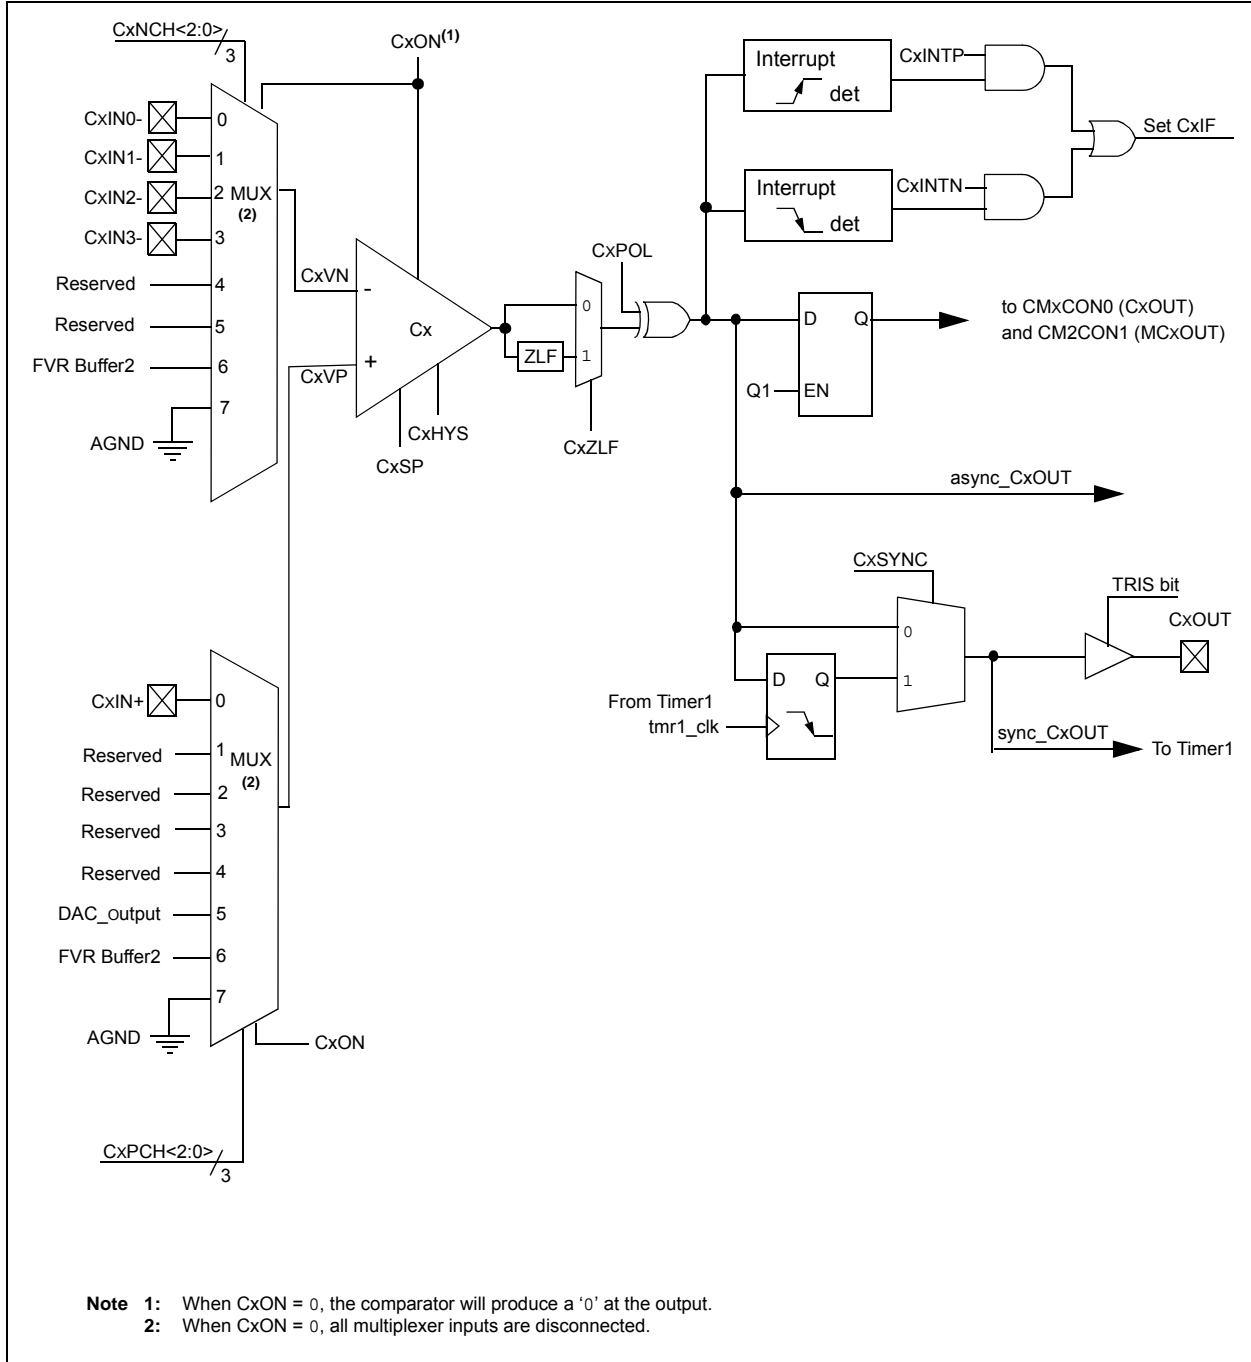 CxNCH<2:0>
3
CxON(1)
CxIN0-
0
CxIN1-
1
CxIN2-
2 MUX
(2)
CxIN3-
3
Reserved
4
Reserved
5
FVR Buffer2
6
7
AGND
CxVN
-
Cx
+
CxVP
CxHYS
CxSP
ZLF
0
1
CxZLF
CxPOL
Interrupt
det
CxINTP
Interrupt
det
CxINTN
Set CxIF
D Q
Q1
EN
to CMxCON0 (CxOUT)
and CM2CON1 (MCxOUT)
async_CxOUT
CxSYNC
0
1
D Q
From Timer1
tmr1_clk
TRIS bit
CxOUT
sync_CxOUT
To Timer1
CxIN+
0
Reserved
1 MUX
(2)
Reserved
2
Reserved
3
Reserved
4
DAC_Output
5
FVR Buffer2
6
7
AGND
CxON
CxPCH<2:0>
3
Note 1: When CxON = 0, the comparator will produce a ‘0’ at the output.
2: When CxON = 0, all multiplexer inputs are disconnected.